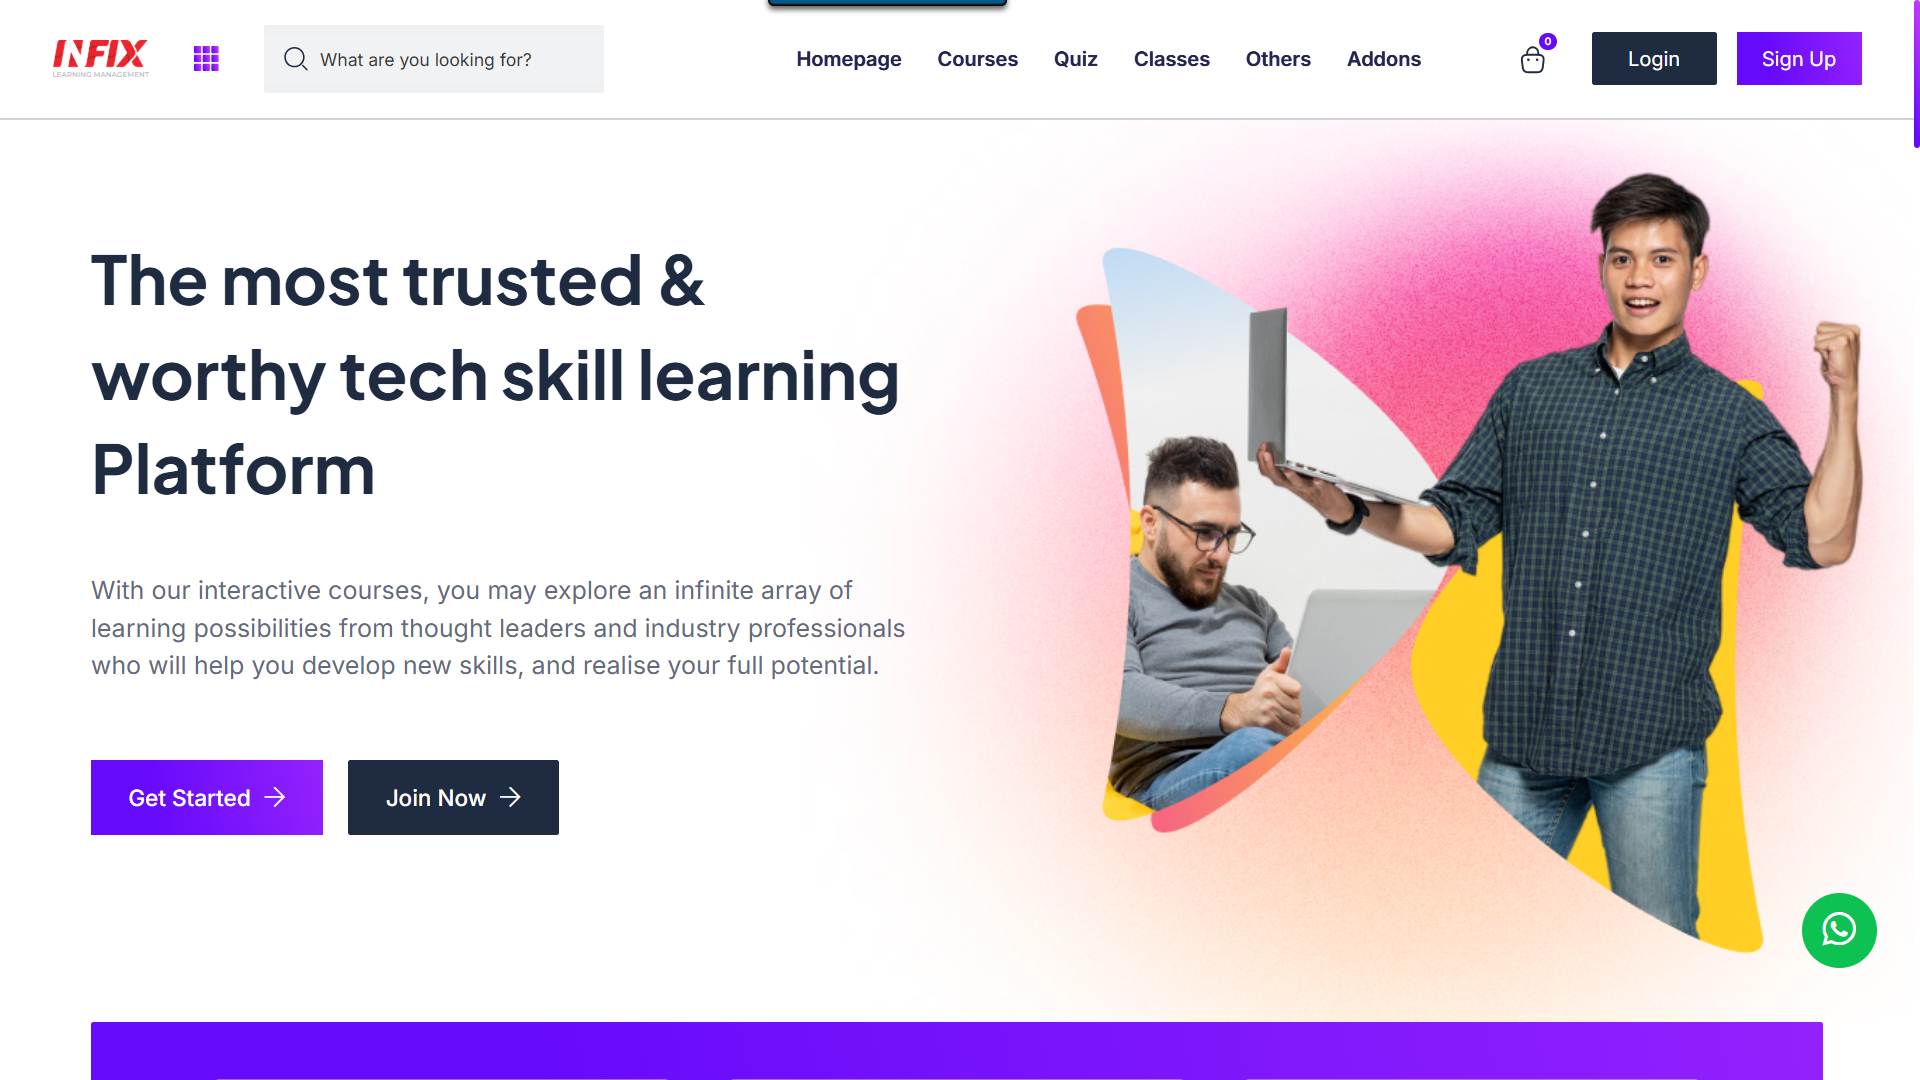 INFIX
LEARNING MANAGEMENT
What are you looking for?
Homepage
Courses
Quiz
Classes
Others
Addons
0
Login
Sign Up
The most trusted &
worthy tech skill learning
Platform
With our interactive courses, you may explore an infinite array of
learning possibilities from thought leaders and industry professionals
who will help you develop new skills, and realise your full potential.
Get Started
Join Now